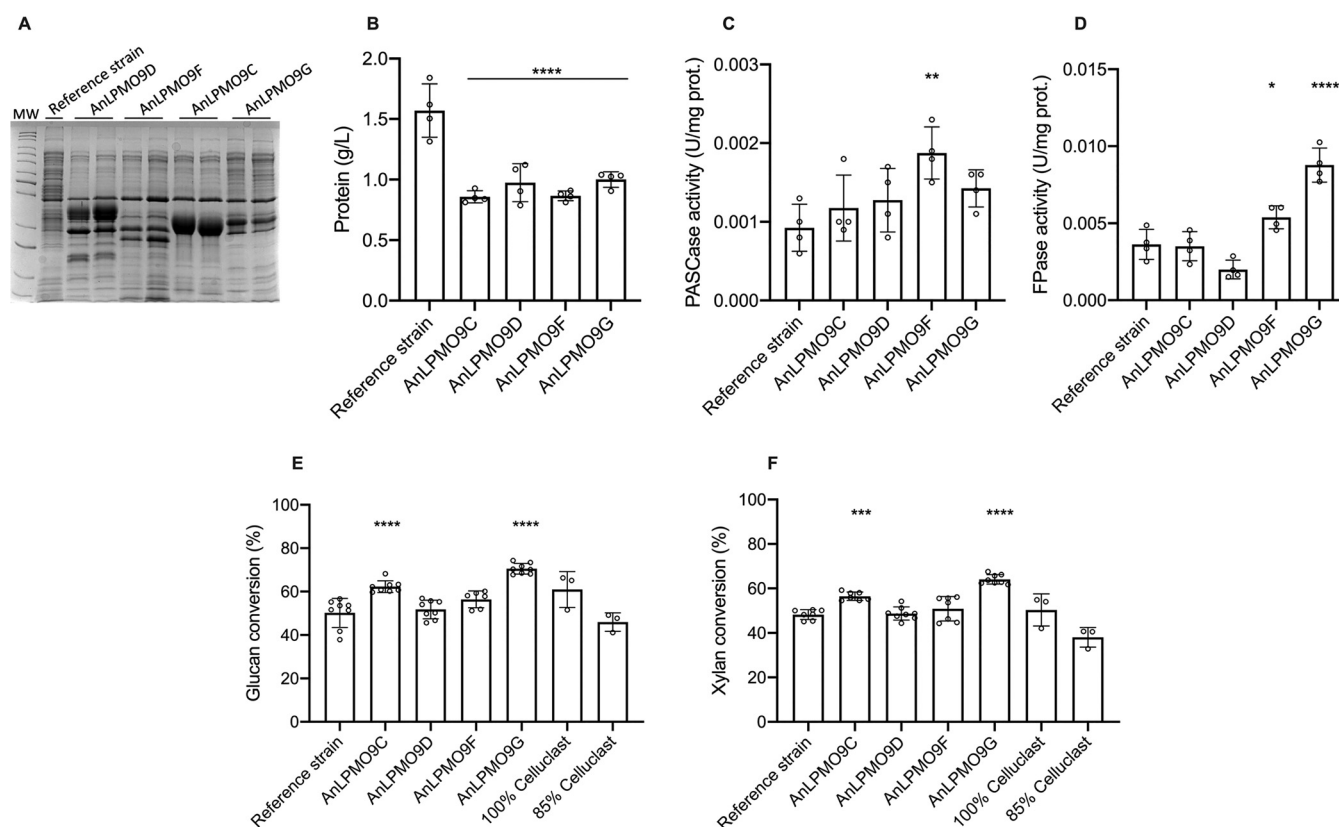 A
MW
Reference strain
AnLPMO9D
AnLPMO9F
AnLPMO9C
AnLPMO9G
B
Protein (g/L)
2.0
1.5
1.0
0.5
0.0
****
Reference strain
AnLPMO9C
AnLPMO9D
AnLPMO9F
AnLPMO9G
C
PASCase activity (U/mg prot.)
0.003
0.002
0.001
0.000
**
Reference strain
AnLPMO9C
AnLPMO9D
AnLPMO9F
AnLPMO9G
D
FPase activity (U/mg prot.)
0.015
0.010
0.005
0.000
*
****
Reference strain
AnLPMO9C
AnLPMO9D
AnLPMO9F
AnLPMO9G
E
Glucan conversion (%)
100
80
60
40
20
0
****
****
Reference strain
AnLPMO9C
AnLPMO9D
AnLPMO9F
AnLPMO9G
100% Celluclast
85% Celluclast
F
Xylan conversion (%)
100
80
60
40
20
0
***
****
Reference strain
AnLPMO9C
AnLPMO9D
AnLPMO9F
AnLPMO9G
100% Celluclast
85% Celluclast